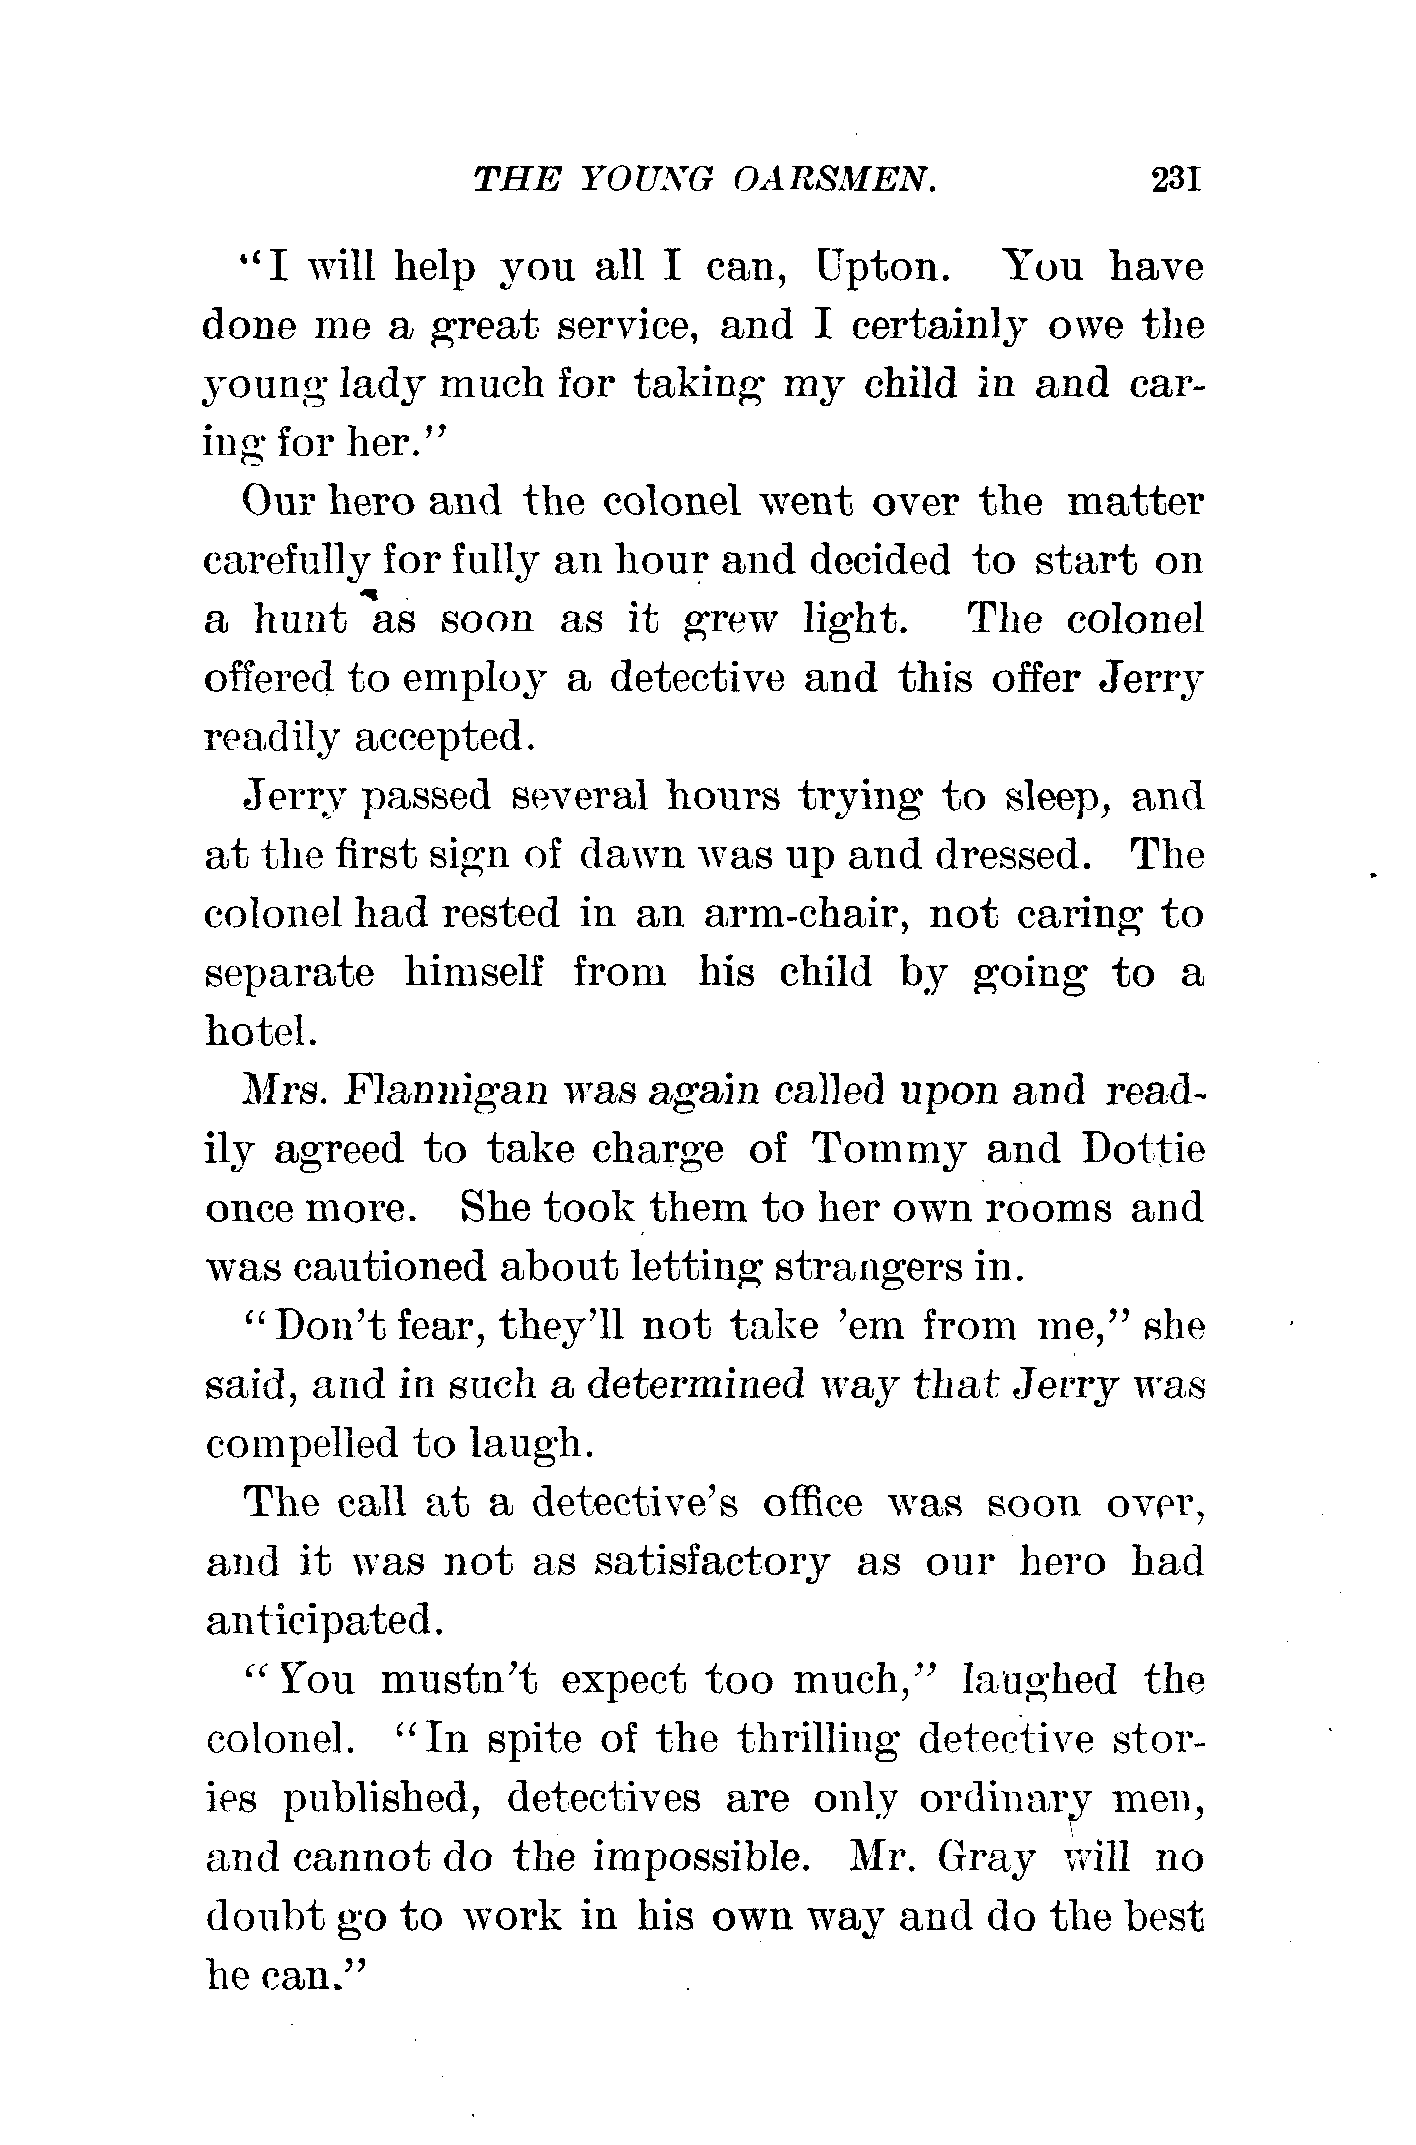 THE YOUNG OARSMEN. 231
"I will help you all I can, Upton. You have
done me a great service, and I certainly owe the
young lady much for taking my child in and car-
ing for her."
Our hero and the colonel went over the matter
carefully for fully an hour and decided to start on
a hunt as soon as it grew light. The colonel
offered to employ a detective and this offer Jerry
readily accepted.
Jerry passed several hours trying to sleep, and
at the first sign of dawn was up and dressed. The
colonel had rested in an arm-chair, not caring to
separate himself from his child by going to a
hotel.
Mrs. Flannigan was again called upon and read-
ily agreed to take charge of Tommy and Dottie
once more. She took them to her own rooms and
was cautioned about letting strangers in.
"Don't fear, they'll not take 'em from me," she
said, and in such a determined way that Jerry was
compelled to laugh.
The call at a detective's office was soon over,
and it was not as satisfactory as our hero had
anticipated.
"You mustn't expect too much," laughed the
colonel. "In spite of the thrilling detective stor-
ies published, detectives are only ordinary men,
and cannot do the impossible. Mr. Gray will no
doubt go to work in his own way and do the best
he can."